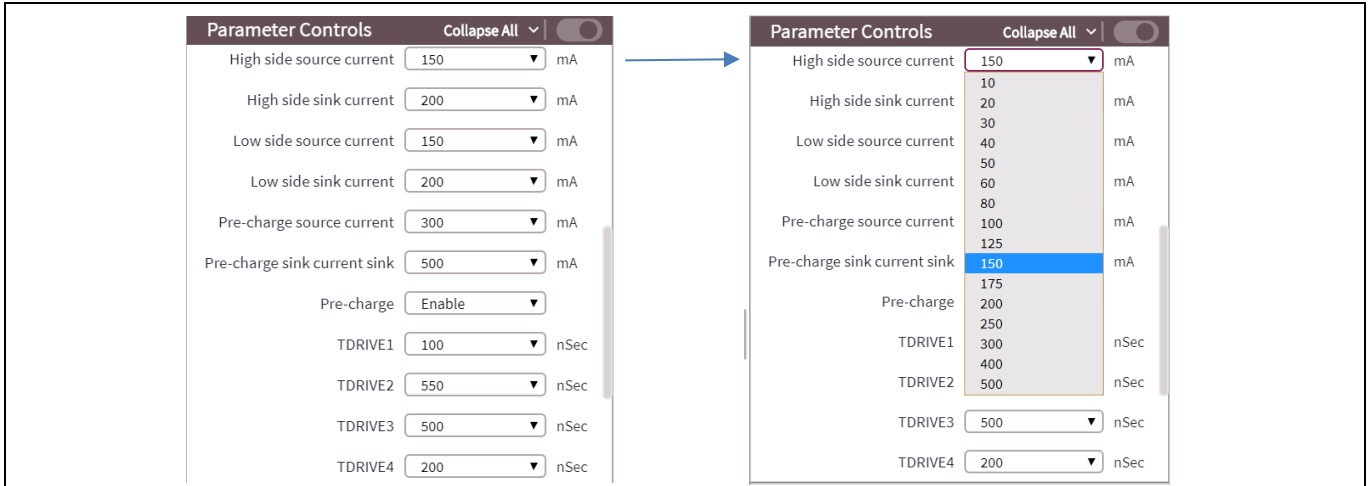 Parameter Controls Collapse All
High side source current 150 ▼ mA
High side sink current 200 ▼ mA
Low side source current 150 ▼ mA
Low side sink current 200 ▼ mA
Pre-charge source current 300 ▼ mA
Pre-charge sink current sink 500 ▼ mA
Pre-charge Enable ▼
TDRIVE1 100 ▼ nSec
TDRIVE2 550 ▼ nSec
TDRIVE3 500 ▼ nSec
TDRIVE4 200 ▼ nSec
Parameter Controls Collapse All
High side source current 150 ▼ mA
10
20
High side sink current mA
30
40
Low side source current mA
50
60
Low side sink current mA
80
100
Pre-charge source current mA
125
150
Pre-charge sink current sink mA
175
200
Pre-charge
250
300
TDRIVE1 nSec
400
500
TDRIVE2 nSec
TDRIVE3 500 ▼ nSec
TDRIVE4 200 ▼ nSec